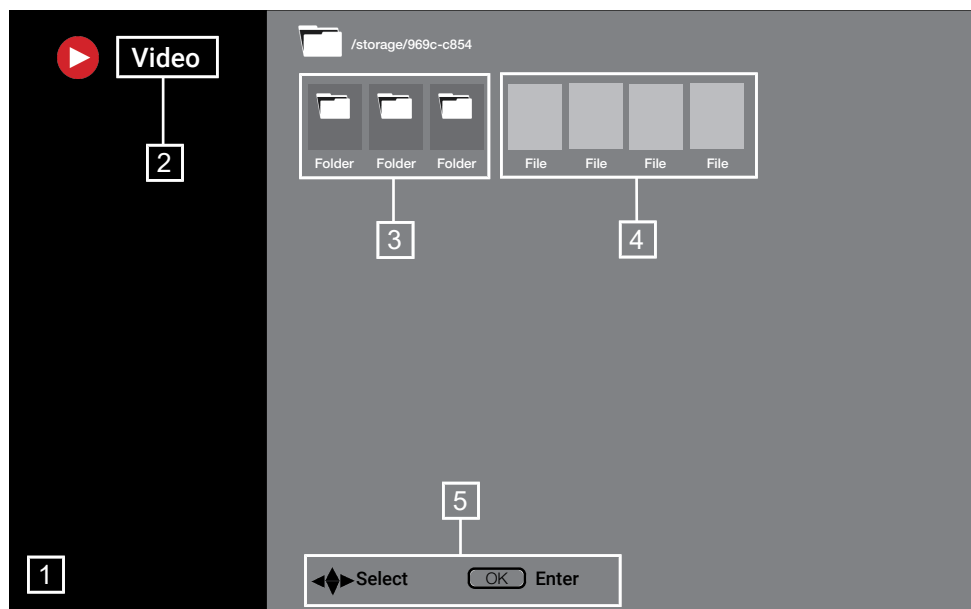 Video
2
/storage/969c-c854
Folder Folder Folder
File File File File
3
4
5
1
Select OK Enter